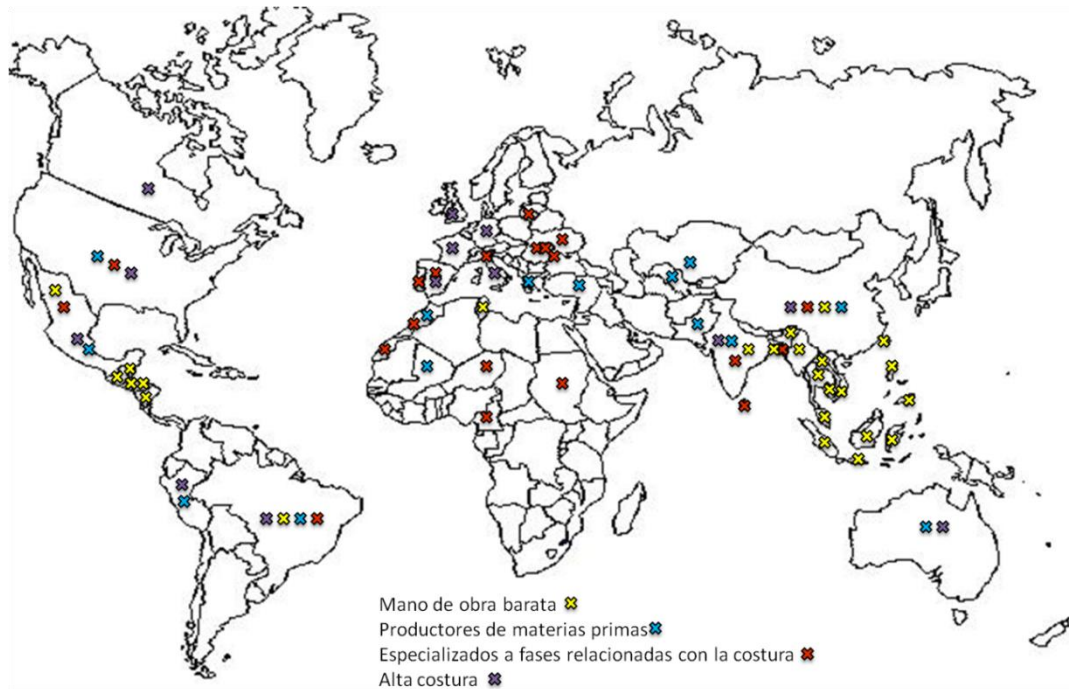 Mano de obra barata
Productores de materias primas
Especializados a fases relacionadas con la costura
Alta costura